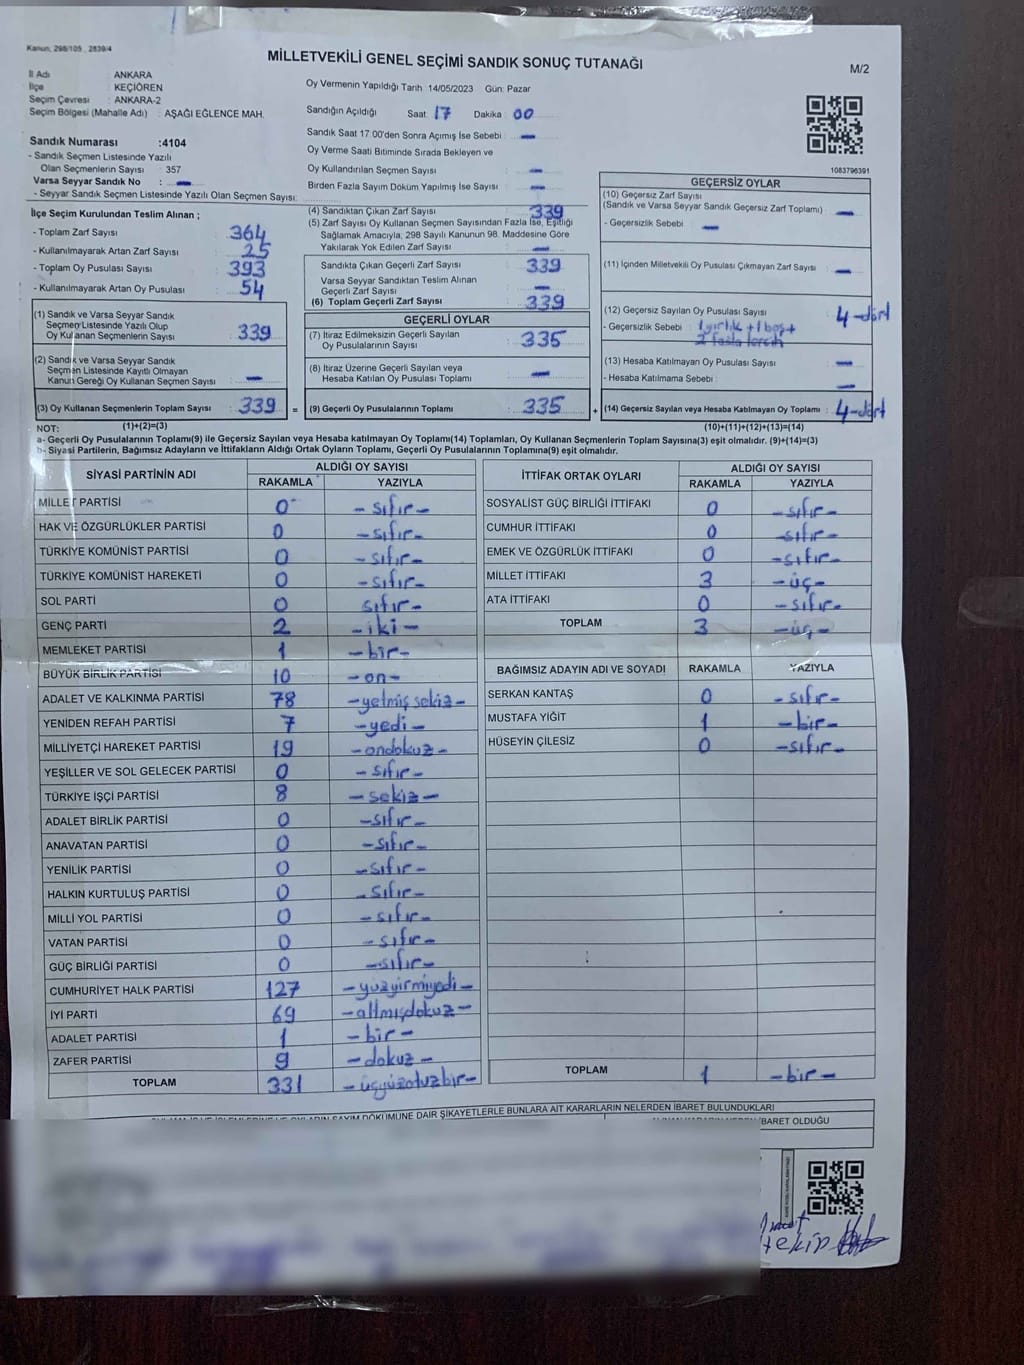 Kanun, 298/105 , 2839/4
MİLLETVEKİLİ GENEL SEÇİMİ SANDIK SONUÇ TUTANAĞI
M/2
İl Adı ANKARA
İlçe KEÇİÖREN
Seçim Çevresi : ANKARA-2
Seçim Bölgesi (Mahalle Adı) : AŞAĞI EĞLENCE MAH.
Oy Vermenin Yapıldığı Tarih 14/05/2023 Gün: Pazar
Sandığın Açıldığı Saat 17 Dakika : 00
Sandık Saat 17:00'den Sonra Açımış İse Sebebi : —
Oy Verme Saati Bitiminde Sırada Bekleyen ve
Oy Kullandırılan Seçmen Sayısı : —
Birden Fazla Sayım Döküm Yapılmış İse Sayısı : —
1083796391
Sandık Numarası :4104
- Sandık Seçmen Listesinde Yazılı
Olan Seçmenlerin Sayısı : 357
Varsa Seyyar Sandık No : —
- Seyyar Sandık Seçmen Listesinde Yazılı Olan Seçmen Sayısı:
İlçe Seçim Kurulundan Teslim Alınan ;
- Toplam Zarf Sayısı : 364
- Kullanılmayarak Artan Zarf Sayısı : 25
- Toplam Oy Pusulası Sayısı : 393
- Kullanılmayarak Artan Oy Pusulası : 54
(1) Sandık ve Varsa Seyyar Sandık
Seçmen Listesinde Yazılı Olup
Oy Kullanan Seçmenlerin Sayısı : 339
(2) Sandık ve Varsa Seyyar Sandık
Seçmen Listesinde Kayıtlı Olmayan
Kanun Gereği Oy Kullanan Seçmen Sayısı : —
(3) Oy Kullanan Seçmenlerin Toplam Sayısı : 339 =
(4) Sandıktan Çıkan Zarf Sayısı : 339
(5) Zarf Sayısı Oy Kullanan Seçmen Sayısından Fazla İse, Eşitliği
Sağlamak Amacıyla, 298 Sayılı Kanunun 98. Maddesine Göre
Yakılarak Yok Edilen Zarf Sayısı : —
Sandıkta Çıkan Geçerli Zarf Sayısı : 339
Varsa Seyyar Sandıktan Teslim Alınan
Geçerli Zarf Sayısı : —
(6) Toplam Geçerli Zarf Sayısı : 339
GEÇERLİ OYLAR
(7) İtiraz Edilmeksizin Geçerli Sayılan
Oy Pusulalarının Sayısı : 335
(8) İtiraz Üzerine Geçerli Sayılan veya
Hesaba Katılan Oy Pusulası Toplamı : —
(9) Geçerli Oy Pusulalarının Toplamı : 335 +
GEÇERSİZ OYLAR
(10) Geçersiz Zarf Sayısı
(Sandık ve Varsa Seyyar Sandık Geçersiz Zarf Toplamı) : —
- Geçersizlik Sebebi : —
(11) İçinden Milletvekili Oy Pusulası Çıkmayan Zarf Sayısı : —
(12) Geçersiz Sayılan Oy Pusulası Sayısı : 4-dört
- Geçersizlik Sebebi : 1 yırtık +1 boş+
2 fazla tercih
(13) Hesaba Katılmayan Oy Pusulası Sayısı : —
- Hesaba Katılmama Sebebi : —
(14) Geçersiz Sayılan veya Hesaba Katılmayan Oy Toplamı : 4-dört
NOT: (1)+(2)=(3) (10)+(11)+(12)+(13)=(14)
a- Geçerli Oy Pusulalarının Toplamı(9) ile Geçersiz Sayılan veya Hesaba katılmayan Oy Toplamı(14) Toplamları, Oy Kullanan Seçmenlerin Toplam Sayısına(3) eşit olmalıdır. (9)+(14)=(3)
b- Siyasi Partilerin, Bağımsız Adayların ve İttifakların Aldığı Ortak Oyların Toplamı, Geçerli Oy Pusulalarının Toplamına(9) eşit olmalıdır.
SİYASİ PARTİNİN ADI ALDIĞI OY SAYISI
RAKAMLA YAZIYLA
MİLLET PARTİSİ 0 - sıfır -
HAK VE ÖZGÜRLÜKLER PARTİSİ 0 - sıfır -
TÜRKİYE KOMÜNİST PARTİSİ 0 - sıfır -
TÜRKİYE KOMÜNİST HAREKETİ 0 - sıfır -
SOL PARTİ 0 sıfır -
GENÇ PARTİ 2 - iki -
MEMLEKET PARTİSİ 1 - bir -
BÜYÜK BİRLİK PARTİSİ 10 - on -
ADALET VE KALKINMA PARTİSİ 78 - yetmiş sekiz -
YENİDEN REFAH PARTİSİ 7 - yedi -
MİLLİYETÇİ HAREKET PARTİSİ 19 - ondokuz -
YEŞİLLER VE SOL GELECEK PARTİSİ 0 - sıfır -
TÜRKİYE İŞÇİ PARTİSİ 8 - sekiz -
ADALET BİRLİK PARTİSİ 0 - sıfır -
ANAVATAN PARTİSİ 0 - sıfır -
YENİLİK PARTİSİ 0 - sıfır -
HALKIN KURTULUŞ PARTİSİ 0 - sıfır -
MİLLİ YOL PARTİSİ 0 - sıfır -
VATAN PARTİSİ 0 - sıfır -
GÜÇ BİRLİĞİ PARTİSİ 0 - sıfır -
CUMHURİYET HALK PARTİSİ 127 - yüzyirmiyedi -
İYİ PARTİ 69 - altmışdokuz -
ADALET PARTİSİ 1 - bir -
ZAFER PARTİSİ 9 - dokuz -
TOPLAM 331 - üçyüzotuzbir -
İTTİFAK ORTAK OYLARI ALDIĞI OY SAYISI
RAKAMLA YAZIYLA
SOSYALİST GÜÇ BİRLİĞİ İTTİFAKI 0 - sıfır -
CUMHUR İTTİFAKI 0 - sıfır -
EMEK VE ÖZGÜRLÜK İTTİFAKI 0 - sıfır -
MİLLET İTTİFAKI 3 - üç -
ATA İTTİFAKI 0 - sıfır -
TOPLAM 3 - üç -
BAĞIMSIZ ADAYIN ADI VE SOYADI RAKAMLA YAZIYLA
SERKAN KANTAŞ 0 - sıfır -
MUSTAFA YİĞİT 1 - bir -
HÜSEYİN ÇİLESİZ 0 - sıfır -
TOPLAM 1 - bir -
OYLARIN SAYIM DÖKÜMÜNE DAİR ŞİKAYETLERLE BUNLARA AİT KARARLARIN NELERDEN İBARET BULUNDUKLARI
İBARET OLDUĞU
tekip